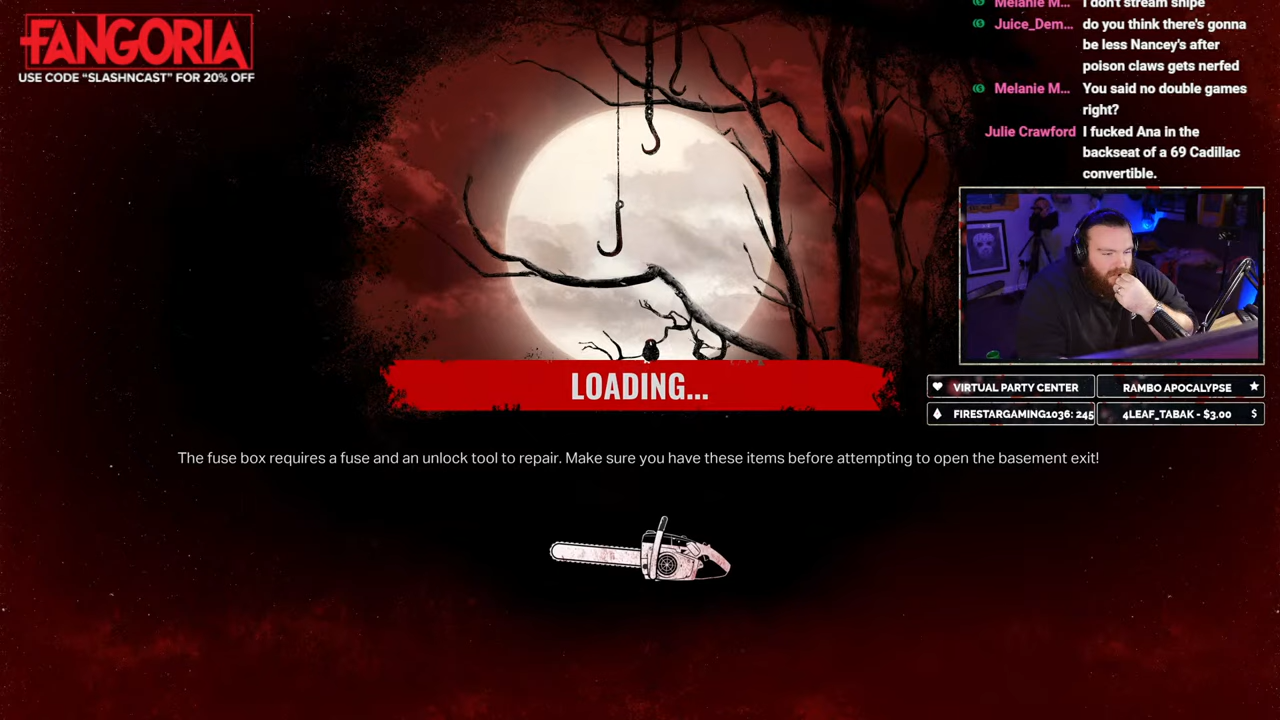 FANGORIA
USE CODE "SLASHNCAST" FOR 20% OFF
Melanie M... I don't stream snipe
Juice_Dem... do you think there's gonna
be less Nancey's after
poison claws gets nerfed
Melanie M... You said no double games
right?
Julie Crawford I fucked Ana in the
backseat of a 69 Cadillac
convertible.
VIRTUAL PARTY CENTER
RAMBO APOCALYPSE
FIRESTARGAMING1036: 245
4LEAF_TABAK - $3.00 $
LOADING...
The fuse box requires a fuse and an unlock tool to repair. Make sure you have these items before attempting to open the basement exit!